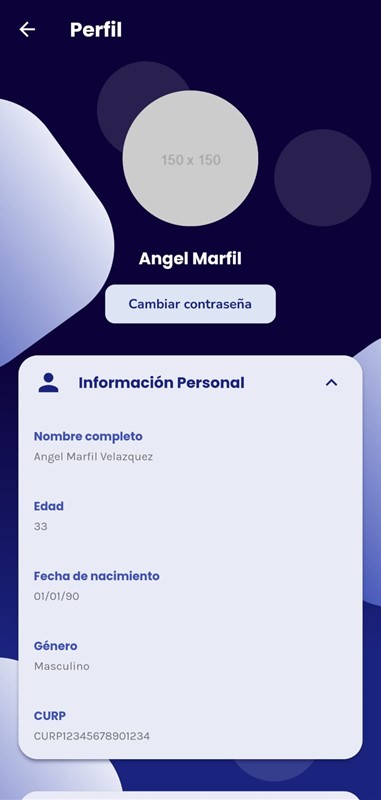 Perfil
150 x 150
Angel Marfil
Cambiar contraseña
Información Personal
Nombre completo
Angel Marfil Velazquez
Edad
33
Fecha de nacimiento
01/01/90
Género
Masculino
CURP
CURP12345678901234